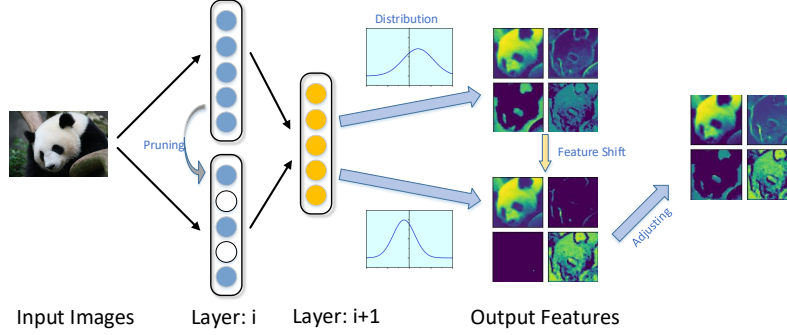 Distribution
Pruning
Feature Shift
Adjusting
Input Images
Layer: i
Layer: i+1
Output Features